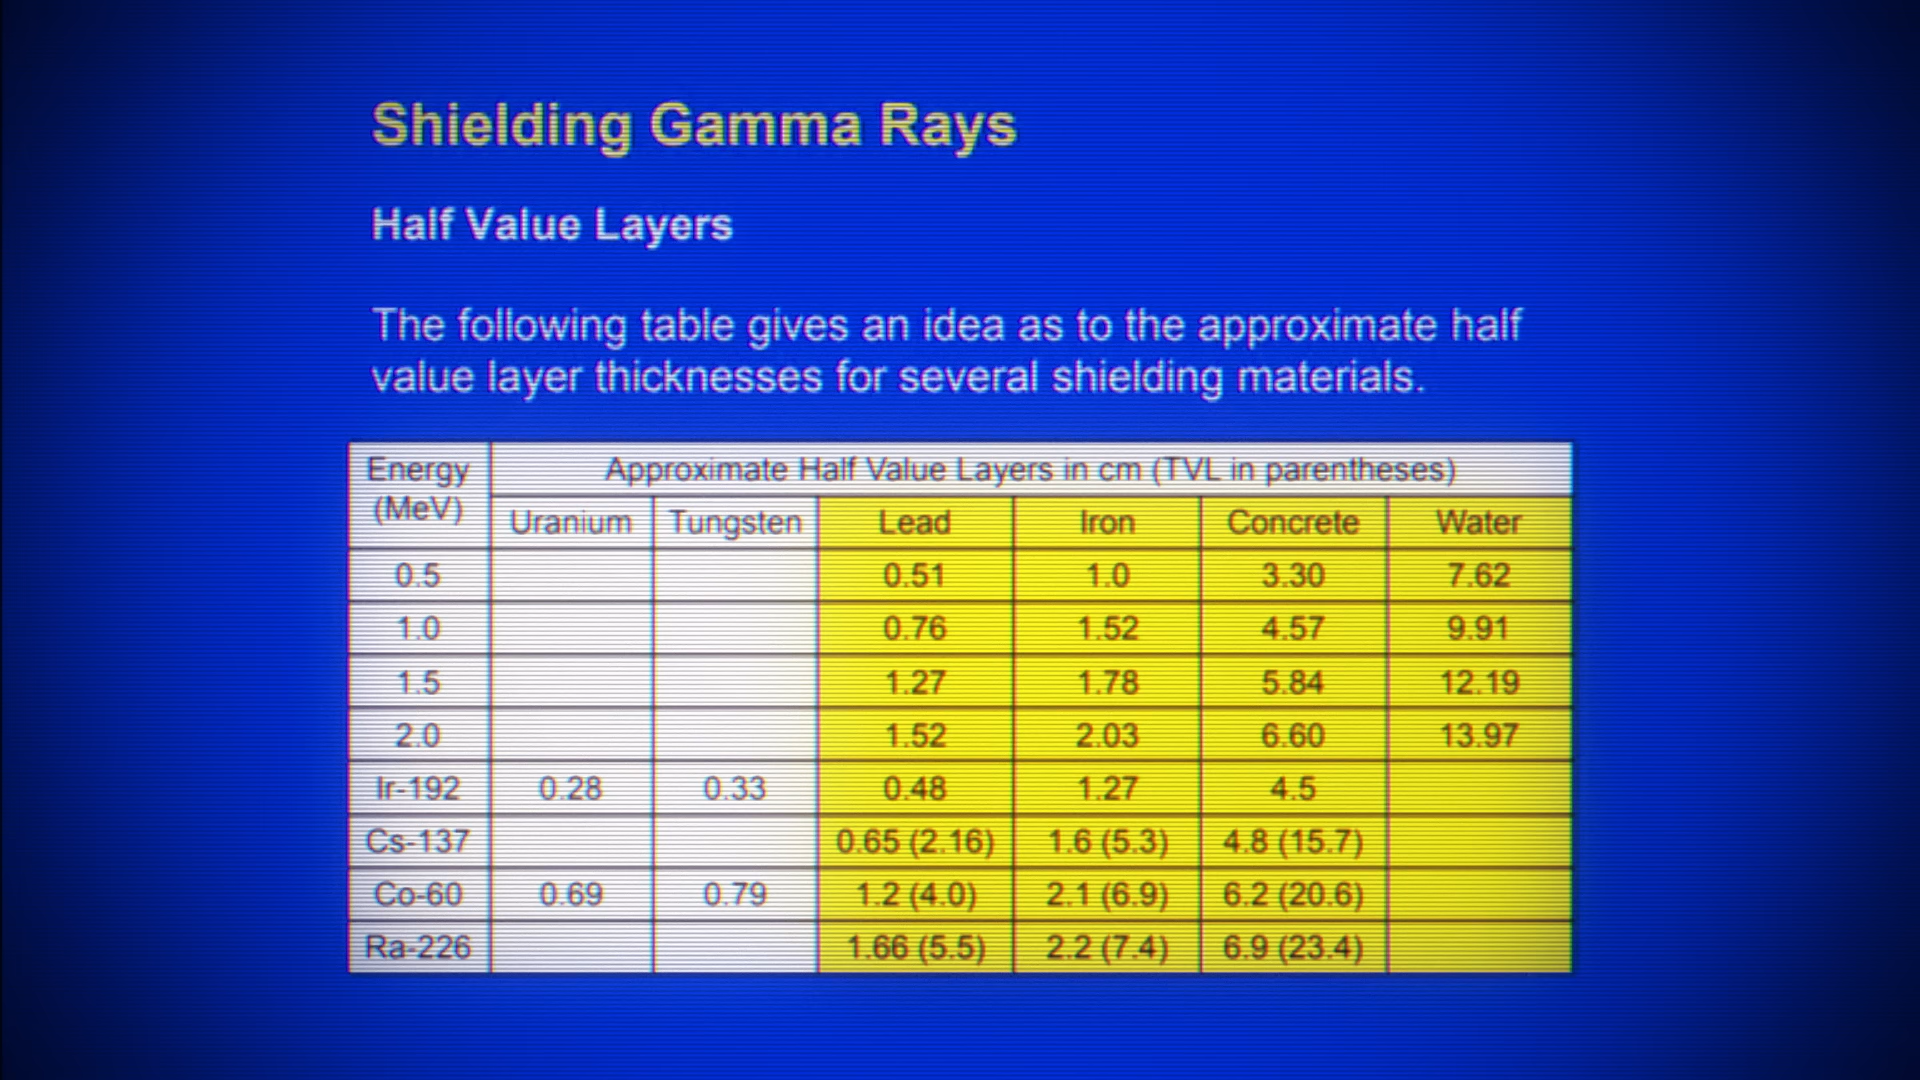 Shielding Gamma Rays
Half Value Layers
The following table gives an idea as to the approximate half
value layer thicknesses for several shielding materials.
Energy (MeV) Approximate Half Value Layers in cm (TVL in parentheses)
Uranium Tungsten Lead Iron Concrete Water
0.5 0.51 1.0 3.30 7.62
1.0 0.76 1.52 4.57 9.91
1.5 1.27 1.78 5.84 12.19
2.0 1.52 2.03 6.60 13.97
Ir-192 0.28 0.33 0.48 1.27 4.5
Cs-137 0.65 (2.16) 1.6 (5.3) 4.8 (15.7)
Co-60 0.69 0.79 1.2 (4.0) 2.1 (6.9) 6.2 (20.6)
Ra-226 1.66 (5.5) 2.2 (7.4) 6.9 (23.4)